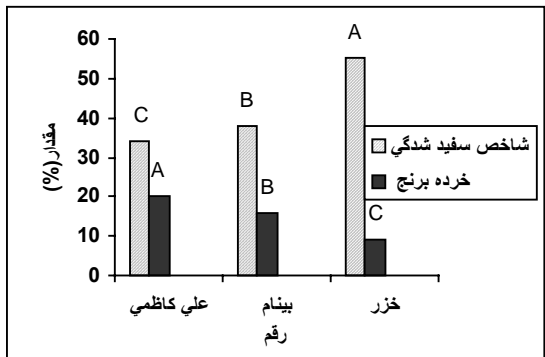 60
50
40
30
20
10
0
مقدار(%)
C
A
B
B
A
C
شاخص سفيد شدگي
خرده برنج
علي كاظمي
بينام
خزر
رقم